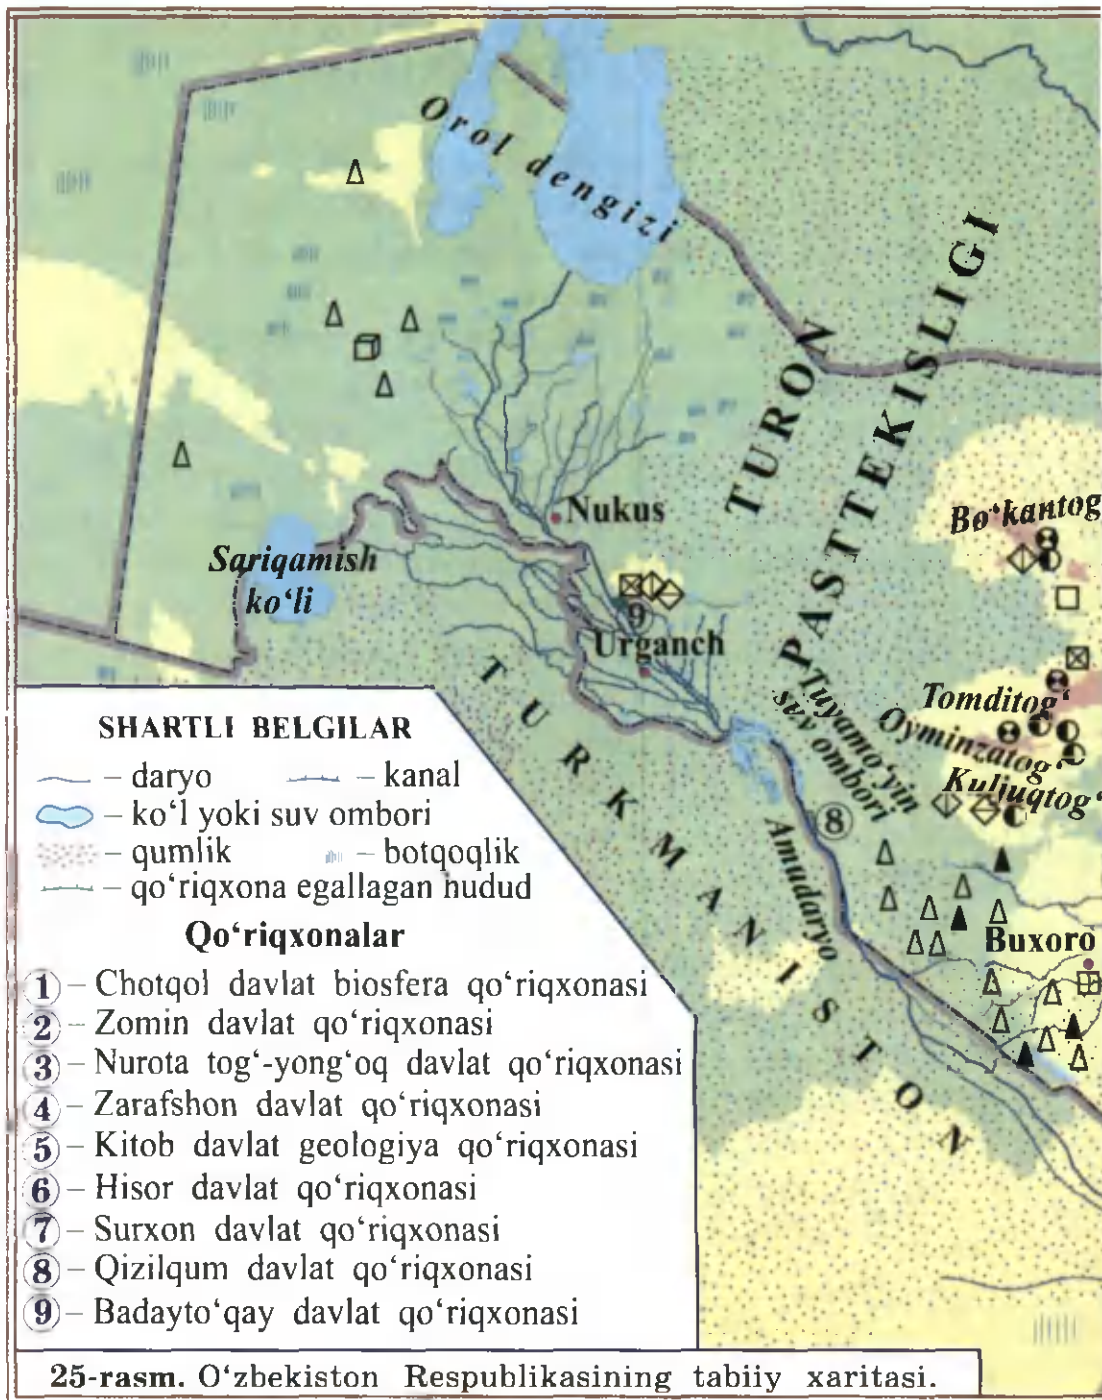 Orol dengizi
TURON
PASTTEKISLIGI
Bo‘kantog
Nukus
Sariqamish
ko‘li
Urganch
9
Tuyamo‘yin
suv ombori
Tomditog‘
Oyminzatog‘
Kuljuqtog‘
8
Amudaryo
Buxoro
TURKMANISTON
SHARTLI BELGILAR
– daryo – kanal
– ko‘l yoki suv ombori
– qumlik – botqoqlik
– qo‘riqxona egallagan hudud
Qo‘riqxonalar
1 – Chotqol davlat biosfera qo‘riqxonasi
2 – Zomin davlat qo‘riqxonasi
3 – Nurota tog‘-yong‘oq davlat qo‘riqxonasi
4 – Zarafshon davlat qo‘riqxonasi
5 – Kitob davlat geologiya qo‘riqxonasi
6 – Hisor davlat qo‘riqxonasi
7 – Surxon davlat qo‘riqxonasi
8 – Qizilqum davlat qo‘riqxonasi
9 – Badayto‘qay davlat qo‘riqxonasi
25-rasm. O‘zbekiston Respublikasining tabiiy xaritasi.